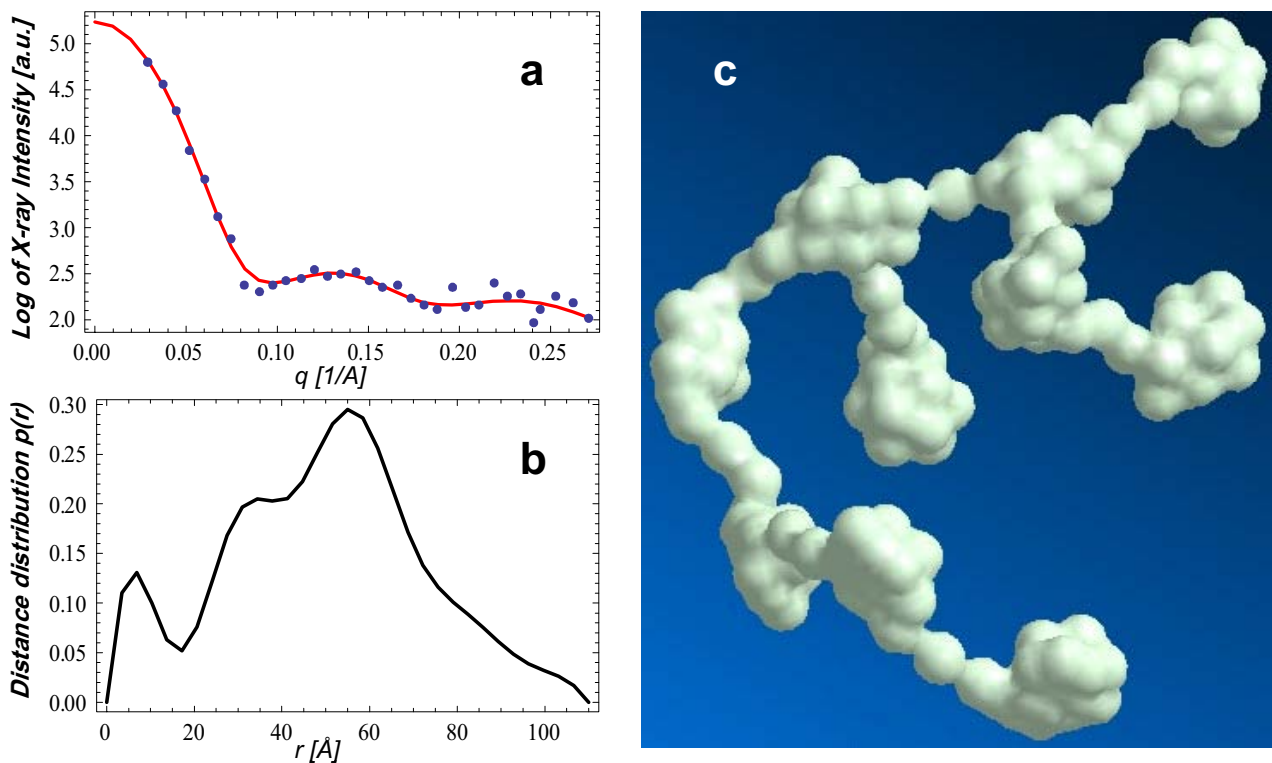 a
Log of X-ray Intensity [a.u.]
5.0
4.5
4.0
3.5
3.0
2.5
2.0
0.00 0.05 0.10 0.15 0.20 0.25
q [1/A]
b
Distance distribution p(r)
0.30
0.25
0.20
0.15
0.10
0.05
0.00
0 20 40 60 80 100
r [Å]
c